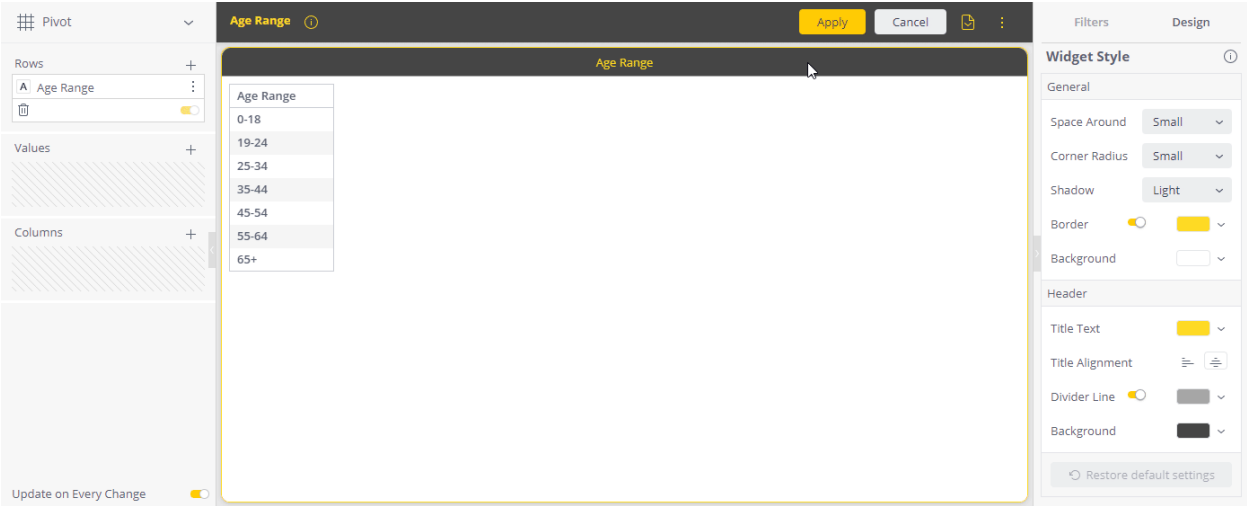 Pivot
Rows
A Age Range
Values
Columns
Update on Every Change
Age Range
Apply
Cancel
Age Range
Age Range
0-18
19-24
25-34
35-44
45-54
55-64
65+
Filters Design
Widget Style
General
Space Around Small
Corner Radius Small
Shadow Light
Border
Background
Header
Title Text
Title Alignment
Divider Line
Background
Restore default settings